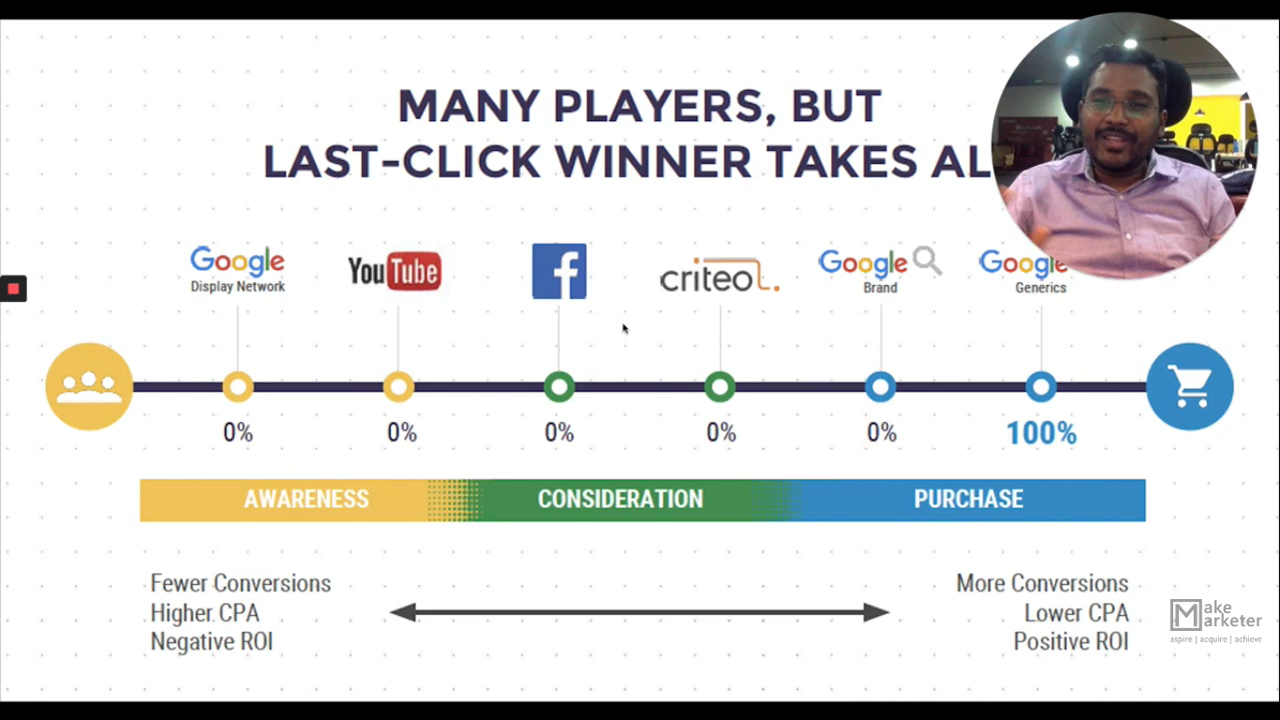 MANY PLAYERS, BUT
LAST-CLICK WINNER TAKES AL
Google
Display Network
YouTube
f
criteol.
Google
Brand
Google
Generics
0%
0%
0%
0%
0%
100%
AWARENESS
CONSIDERATION
PURCHASE
Fewer Conversions
Higher CPA
Negative ROI
More Conversions
Lower CPA
Positive ROI
Make
Marketer
aspire | acquire | achieve